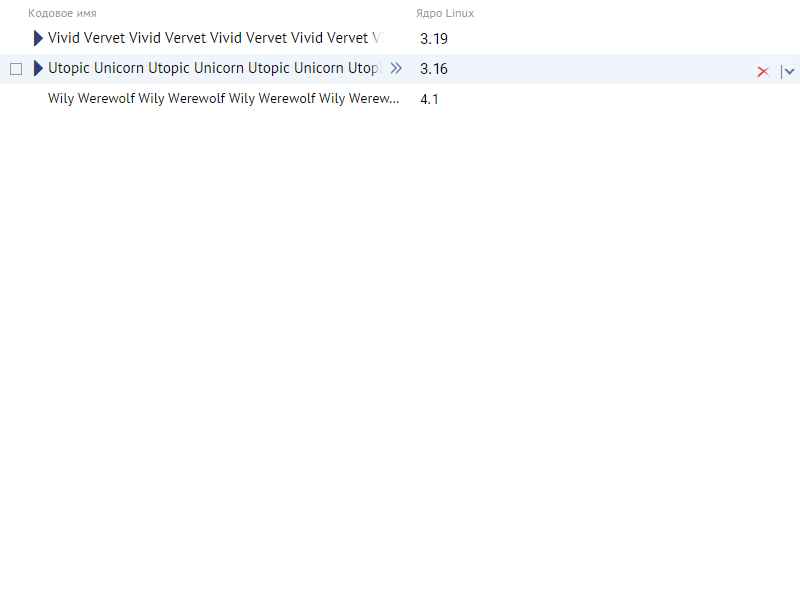 Кодовое имя Ядро Linux
Vivid Vervet Vivid Vervet Vivid Vervet Vivid Vervet V 3.19
Utopic Unicorn Utopic Unicorn Utopic Unicorn Utopi 3.16
Wily Werewolf Wily Werewolf Wily Werewolf Wily Werew... 4.1